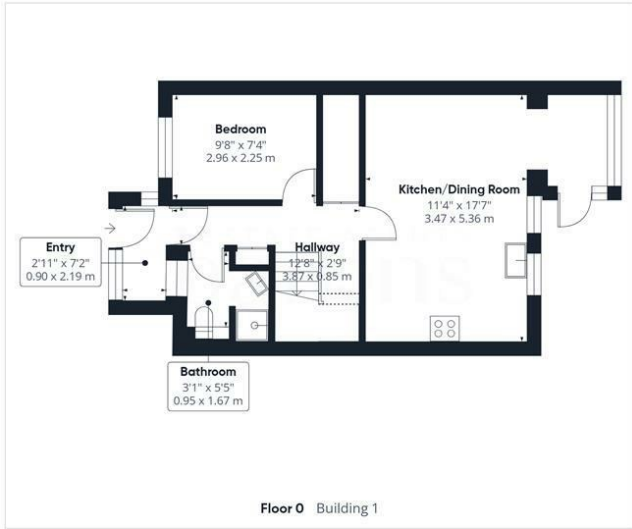 Bedroom
9'8" x 7'4"
2.96 x 2.25 m
Kitchen/Dining Room
11'4" x 17'7"
3.47 x 5.36 m
Entry
2'11" x 7'2"
0.90 x 2.19 m
Hallway
12'8" x 2'9"
3.87 x 0.85 m
Bathroom
3'1" x 5'5"
0.95 x 1.67 m
Floor 0 Building 1